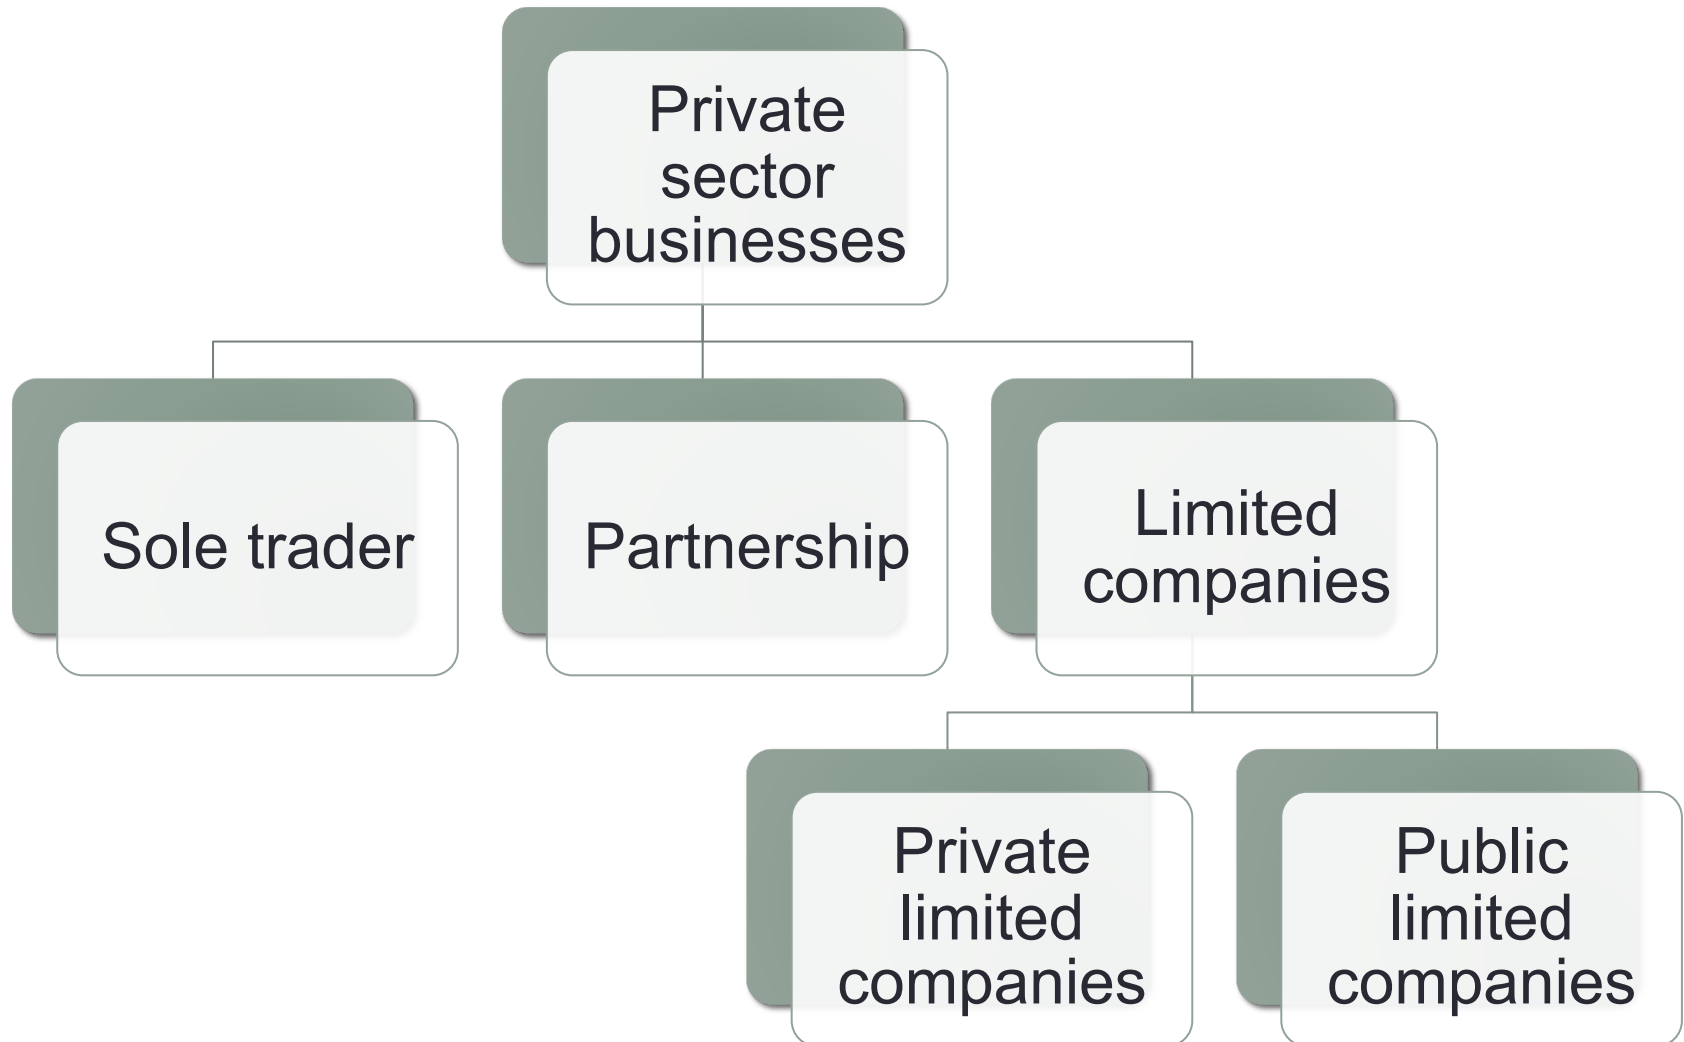 Private
sector
businesses
Sole trader
Partnership
Limited
companies
Private
limited
companies
Public
limited
companies